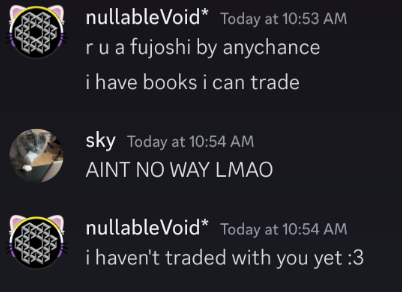 nullableVoid* Today at 10:53 AM
r u a fujoshi by anychance
i have books i can trade
sky Today at 10:54 AM
AINT NO WAY LMAO
nullableVoid* Today at 10:54 AM
i haven't traded with you yet :3